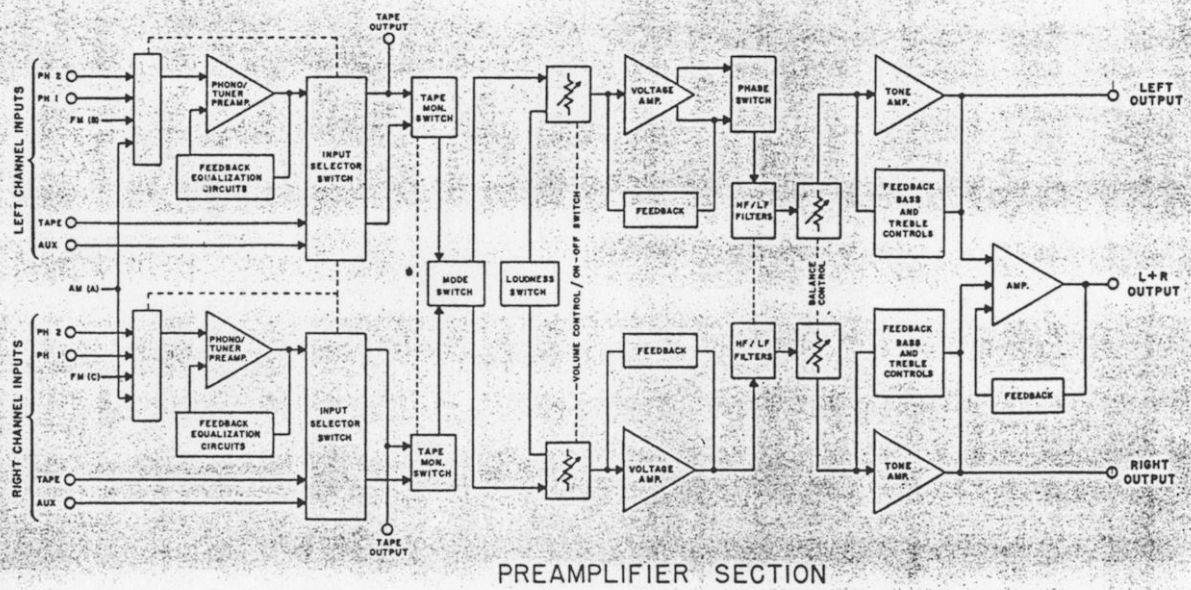 TAPE
OUTPUT
LEFT CHANNEL INPUTS
PH 2
PH 1
FM (B)
TAPE
AUX
AM (A)
PHONO/
TUNER
PREAMP.
FEEDBACK
EQUALIZATION
CIRCUITS
INPUT
SELECTOR
SWITCH
TAPE
MON.
SWITCH
MODE
SWITCH
LOUDNESS
SWITCH
VOLUME CONTROL / ON-OFF SWITCH
VOLTAGE
AMP.
FEEDBACK
PHASE
SWITCH
HF/LF
FILTERS
BALANCE
CONTROL
TONE
AMP.
FEEDBACK
BASS
AND
TREBLE
CONTROLS
LEFT
OUTPUT
AMP.
L+R
OUTPUT
FEEDBACK
RIGHT CHANNEL INPUTS
PH 2
PH 1
FM (C)
TAPE
AUX
PHONO/
TUNER
PREAMP.
FEEDBACK
EQUALIZATION
CIRCUITS
INPUT
SELECTOR
SWITCH
TAPE
MON.
SWITCH
TAPE
OUTPUT
FEEDBACK
VOLTAGE
AMP.
HF/LF
FILTERS
FEEDBACK
BASS
AND
TREBLE
CONTROLS
TONE
AMP.
RIGHT
OUTPUT
PREAMPLIFIER SECTION